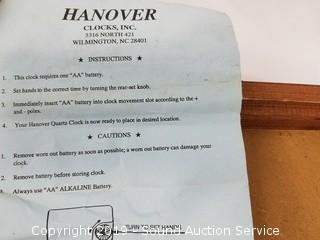 HANOVER
CLOCKS, INC.
3316 NORTH 421
WILMINGTON, NC 28401
★ INSTRUCTIONS ★
1. This clock requires one "AA" battery.
2. Set hands to the correct time by turning the rear-set knob.
3. Immediately insert "AA" battery into clock movement slot according to the +
and - poles.
4. Your Hanover Quartz Clock is now ready to place in desired location.
★ CAUTIONS ★
1. Remove worn out battery as soon as possible; a worn out battery can damage your
clock.
2. Remove battery before storing clock.
3. Always use "AA" ALKALINE Battery.
TURN TO SET HANDS
Copyright 2019 - Sound Auction Service